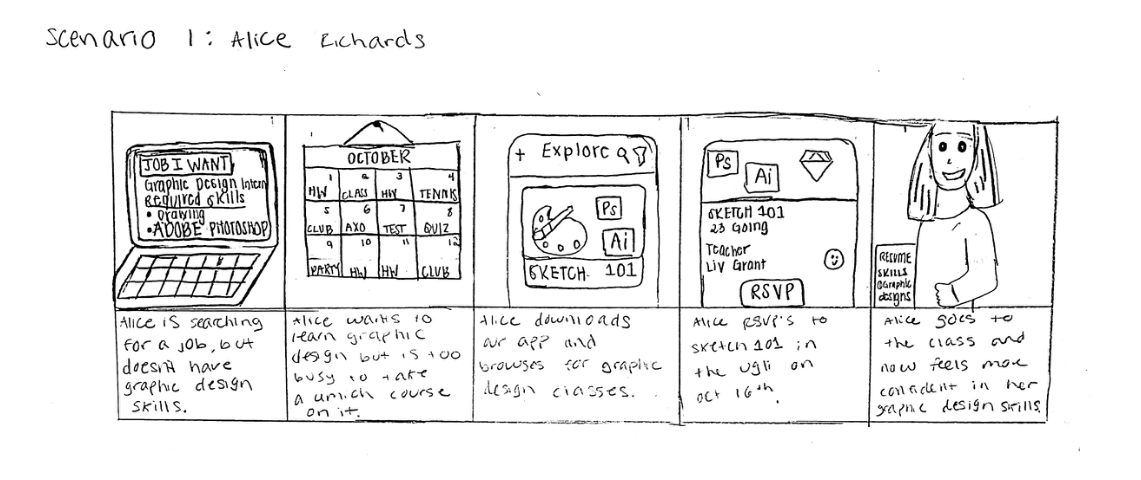 Scenario 1: Alice Richards
JOB I WANT
Graphic Design Intern
Required Skills
• Drawing
• ADOBE PHOTOSHOP
Alice is searching
for a job, but
doesn't have
graphic design
skills.
OCTOBER
1 2 3 4
HW CLASS HW TENNIS
5 6 7 8
CLUB AXO TEST QUIZ
9 10 11 12
PARTY HW HW CLUB
Alice wants to
learn graphic
design but is too
busy to take
a umich course
on it.
+ Explore
Ps
Ai
SKETCH 101
Alice downloads
our app and
browses for graphic
design classes.
Ps
Ai
SKETCH 101
23 Going
Teacher
Liv Grant
RSVP
Alice RSVP's to
sketch 101 in
the ugli on
oct 16th.
RESUME
SKILLS
Graphic
designs
Alice goes to
the class and
now feels more
confident in her
graphic design skills